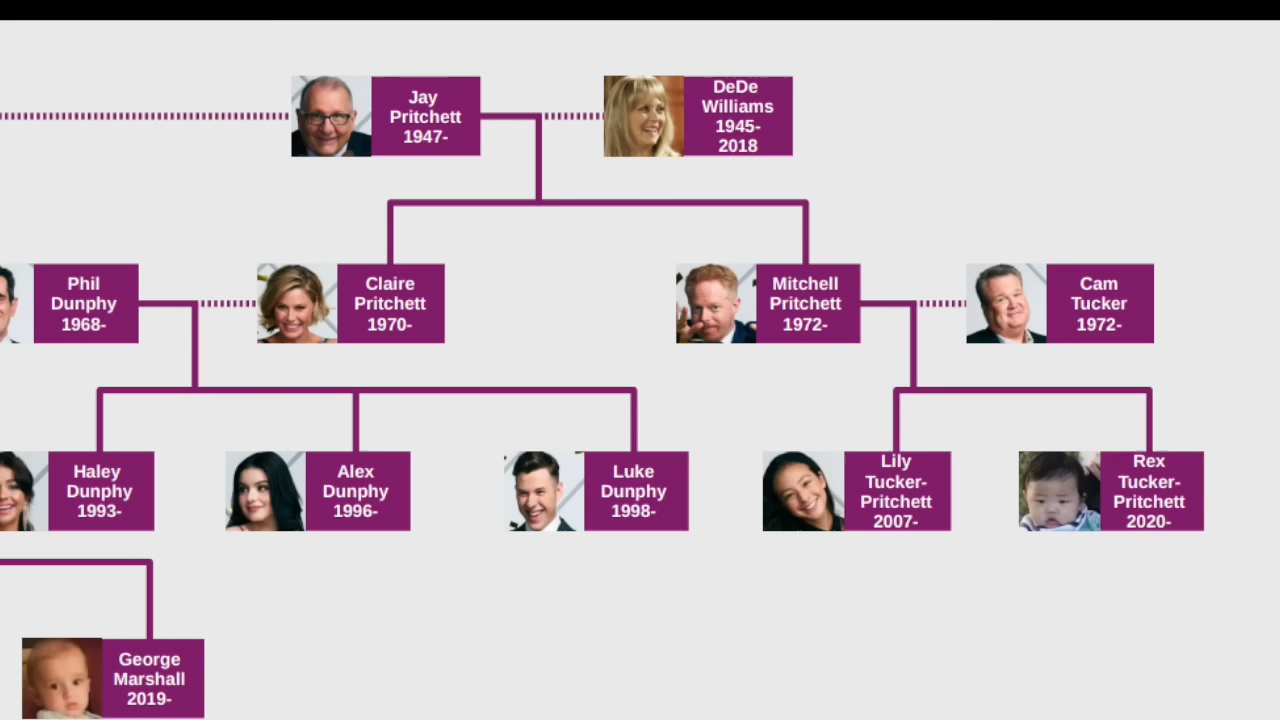 Jay
Pritchett
1947-
DeDe
Williams
1945-
2018
Phil
Dunphy
1968-
Claire
Pritchett
1970-
Mitchell
Pritchett
1972-
Cam
Tucker
1972-
Haley
Dunphy
1993-
Alex
Dunphy
1996-
Luke
Dunphy
1998-
Lily
Tucker-
Pritchett
2007-
Rex
Tucker-
Pritchett
2020-
George
Marshall
2019-